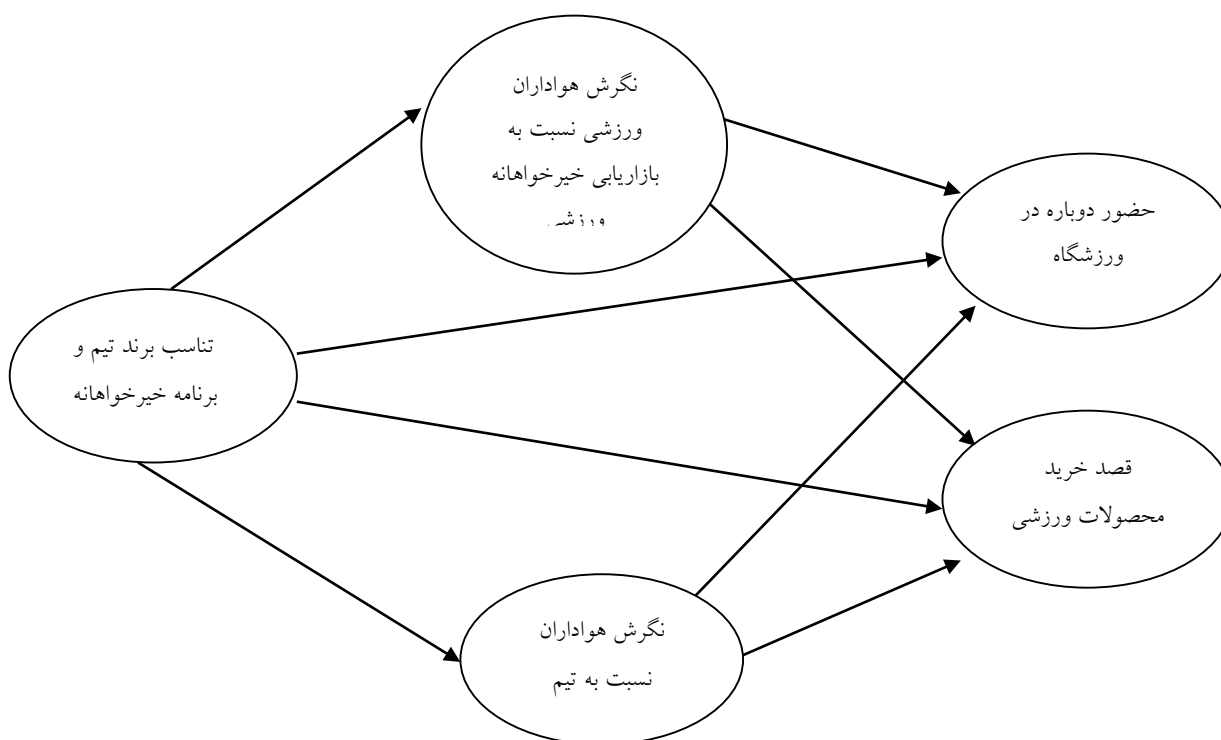 نگرش هواداران
ورزشی نسبت به
بازاریابی خیرخواهانه
ورزشی
حضور دوباره در
ورزشگاه
تناسب برند تیم و
برنامه خیرخواهانه
قصد خرید
محصولات ورزشی
نگرش هواداران
نسبت به تیم